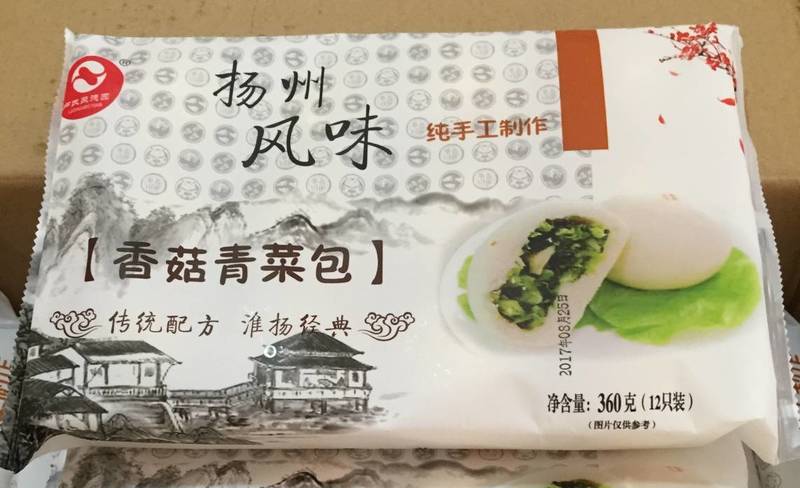 扬州
风味
纯手工制作
【香菇青菜包】
传统配方 淮扬经典
2017年08月25日
净含量：360克（12只装）
（图片仅供参考）